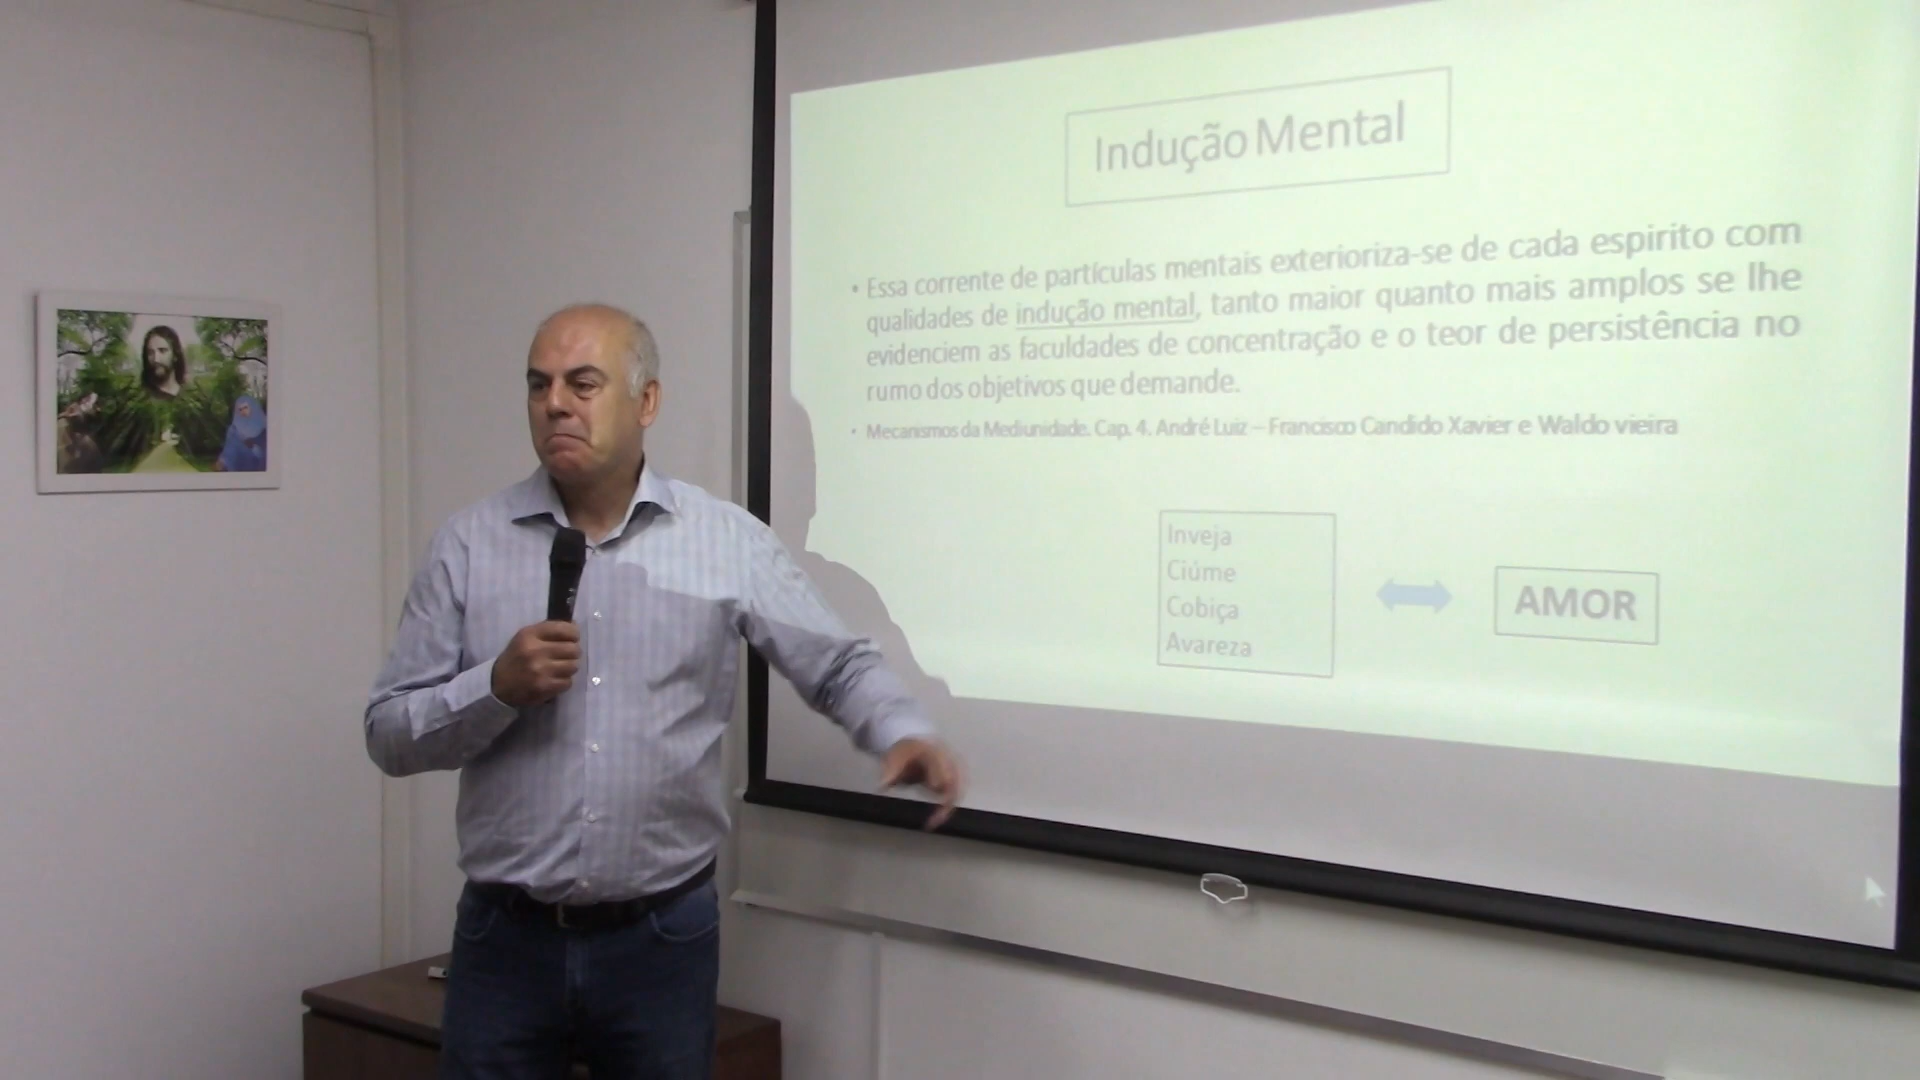 Indução Mental
• Essa corrente de partículas mentais exterioriza-se de cada espirito com
qualidades de indução mental, tanto maior quanto mais amplos se lhe
evidenciem as faculdades de concentração e o teor de persistência no
rumo dos objetivos que demande.
• Mecanismos da Mediunidade. Cap. 4. André Luiz – Francisco Candido Xavier e Waldo vieira
Inveja
Ciúme
Cobiça
Avareza
AMOR